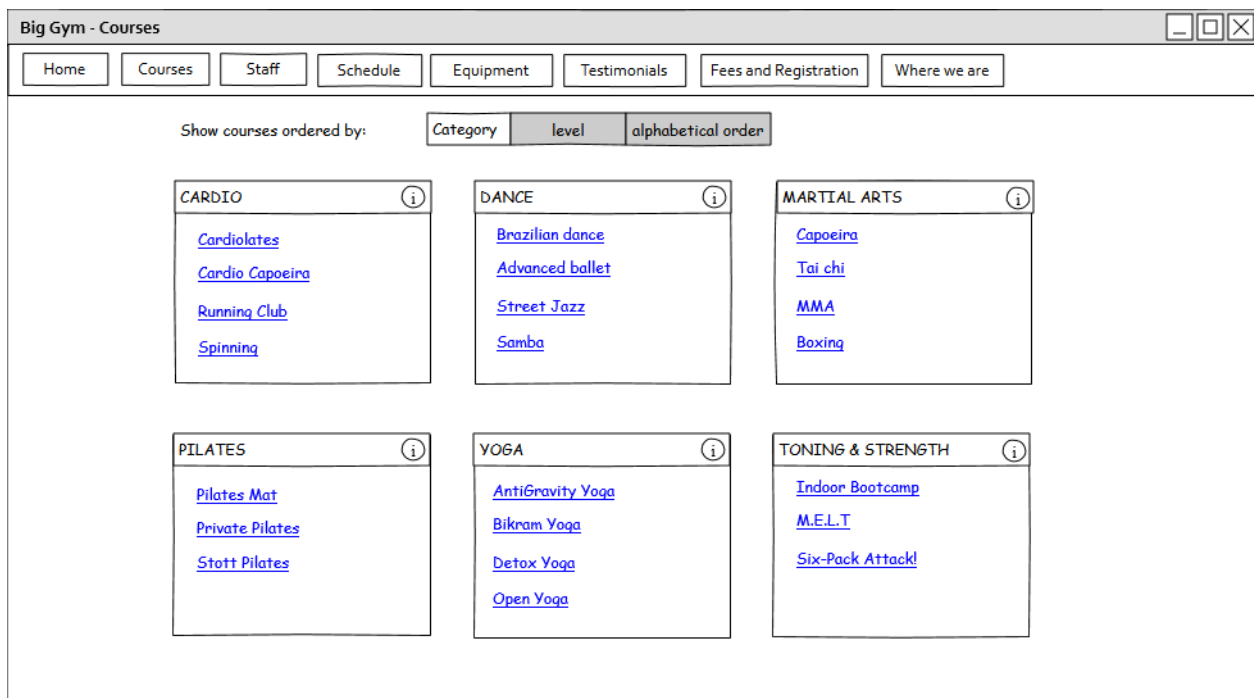 Big Gym - Courses
Home Courses Staff Schedule Equipment Testimonials Fees and Registration Where we are
Show courses ordered by: Category level alphabetical order
CARDIO i
Cardiolates
Cardio Capoeira
Running Club
Spinning
DANCE i
Brazilian dance
Advanced ballet
Street Jazz
Samba
MARTIAL ARTS i
Capoeira
Tai chi
MMA
Boxing
PILATES i
Pilates Mat
Private Pilates
Stott Pilates
YOGA i
AntiGravity Yoga
Bikram Yoga
Detox Yoga
Open Yoga
TONING & STRENGTH i
Indoor Bootcamp
M.E.L.T
Six-Pack Attack!